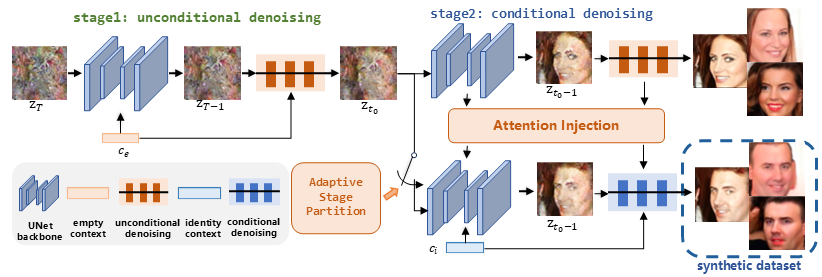 stage1: unconditional denoising
stage2: conditional denoising
z_T
z_{T-1}
z_{t_0}
z_{t_0-1}
c_e
Attention Injection
Adaptive
Stage
Partition
z_{t_0-1}
c_i
UNet
backbone
empty
context
unconditional
denoising
identity
context
conditional
denoising
synthetic dataset